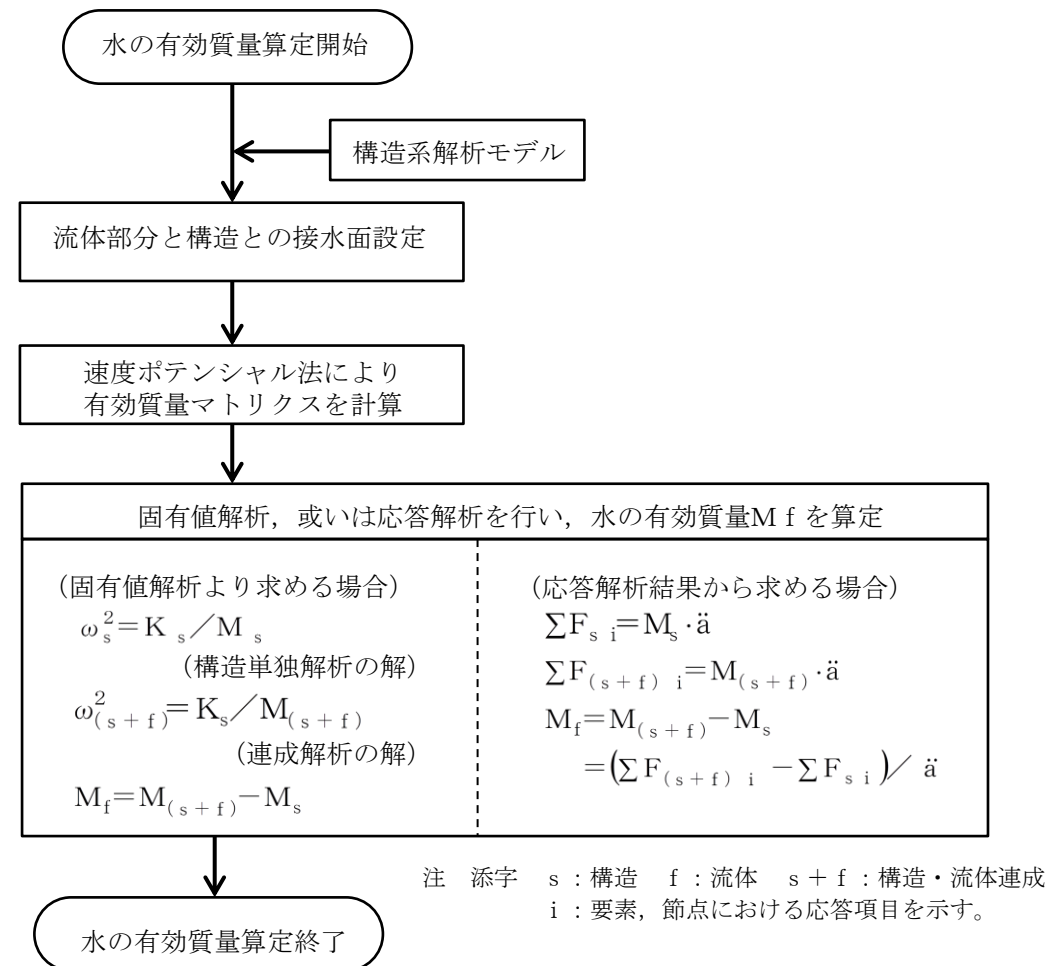 水の有効質量算定開始
構造系解析モデル
流体部分と構造との接水面設定
速度ポテンシャル法により
有効質量マトリクスを計算
固有値解析，或いは応答解析を行い，水の有効質量Mｆを算定
（固有値解析より求める場合）
ω_s^2＝K_s／M_s
（構造単独解析の解）
ω_(s+f)^2＝K_s／M_(s+f)
（連成解析の解）
M_f＝M_(s+f)－M_s
（応答解析結果から求める場合）
∑F_s i＝M_s・ä
∑F_(s+f) i＝M_(s+f)・ä
M_f＝M_(s+f)－M_s
＝(∑F_(s+f) i －∑F_s i)／ ä
注　添字　ｓ：構造　ｆ：流体　ｓ＋ｆ：構造・流体連成
ｉ：要素，節点における応答項目を示す。
水の有効質量算定終了